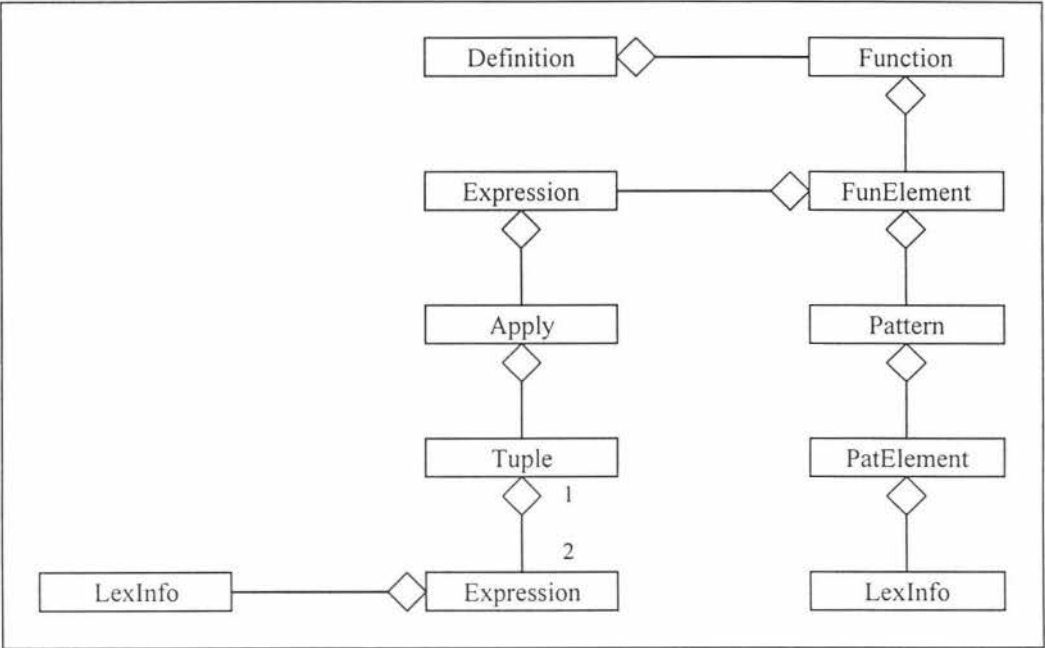 Definition
Function
Expression
FunElement
Apply
Pattern
Tuple
PatElement
1
2
LexInfo
Expression
LexInfo